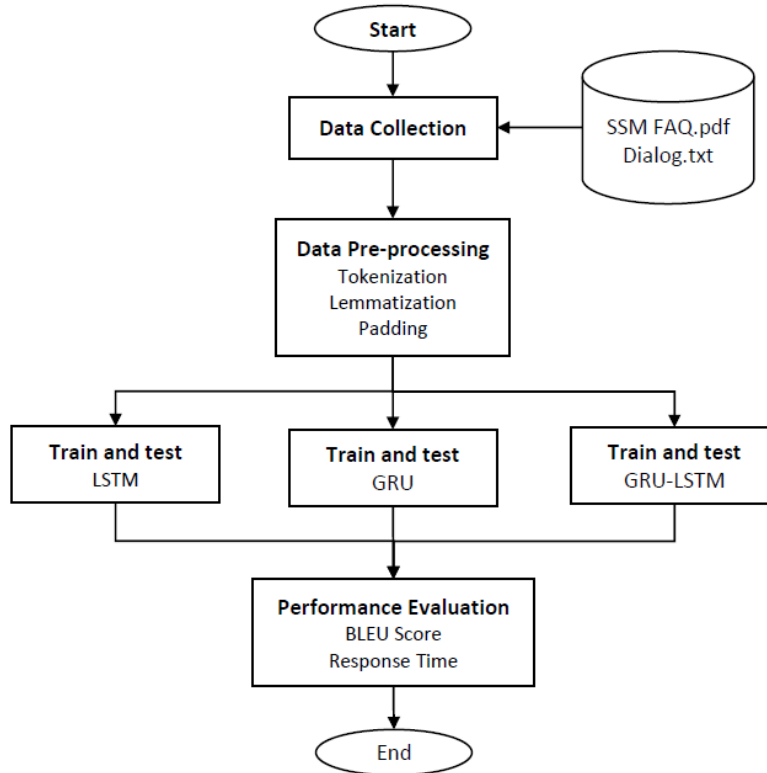 Start
Data Collection
SSM FAQ.pdf
Dialog.txt
Data Pre-processing
Tokenization
Lemmatization
Padding
Train and test
LSTM
Train and test
GRU
Train and test
GRU-LSTM
Performance Evaluation
BLEU Score
Response Time
End